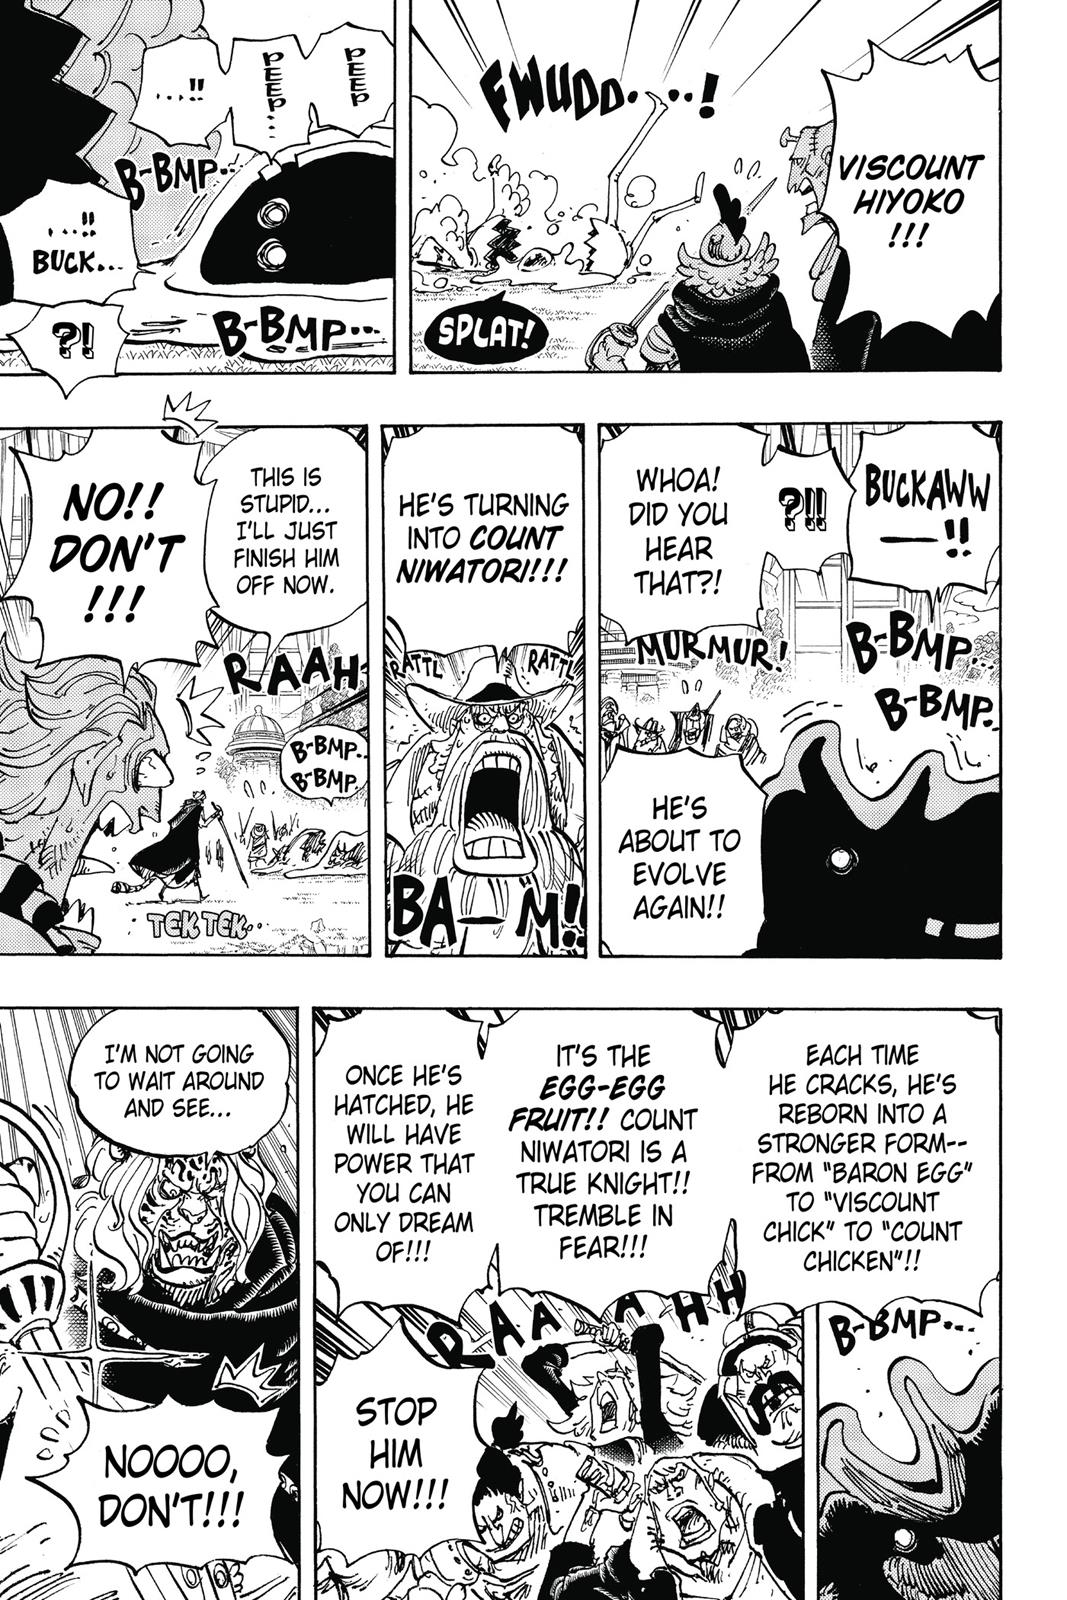 VISCOUNT
HIYOKO
!!!
FWUDD....!
SPLAT!
PEEP
PEEP...
...!!
B-BMP...
...!!
BUCK...
B-BMP...
?!
BUCKAWW
—!!
?!!
WHOA!
DID YOU
HEAR
THAT?!
MURMUR!
B-BMP..
B-BMP..
HE'S
ABOUT TO
EVOLVE
AGAIN!!
HE'S TURNING
INTO COUNT
NIWATORI!!!
RATTL
RATTL
BA—M!!
THIS IS
STUPID...
I'LL JUST
FINISH HIM
OFF NOW.
RAAH
B-BMP..
B-BMP..
NO!!
DON'T
!!!
TEK TEK...
EACH TIME
HE CRACKS, HE'S
REBORN INTO A
STRONGER FORM--
FROM "BARON EGG"
TO "VISCOUNT
CHICK" TO "COUNT
CHICKEN"!!
B-BMP...
IT'S THE
EGG-EGG
FRUIT!! COUNT
NIWATORI IS A
TRUE KNIGHT!!
TREMBLE IN
FEAR!!!
ONCE HE'S
HATCHED, HE
WILL HAVE
POWER THAT
YOU CAN
ONLY DREAM
OF!!!
RAAAAHH
STOP
HIM
NOW!!!
I'M NOT GOING
TO WAIT AROUND
AND SEE...
NOOOO,
DON'T!!!